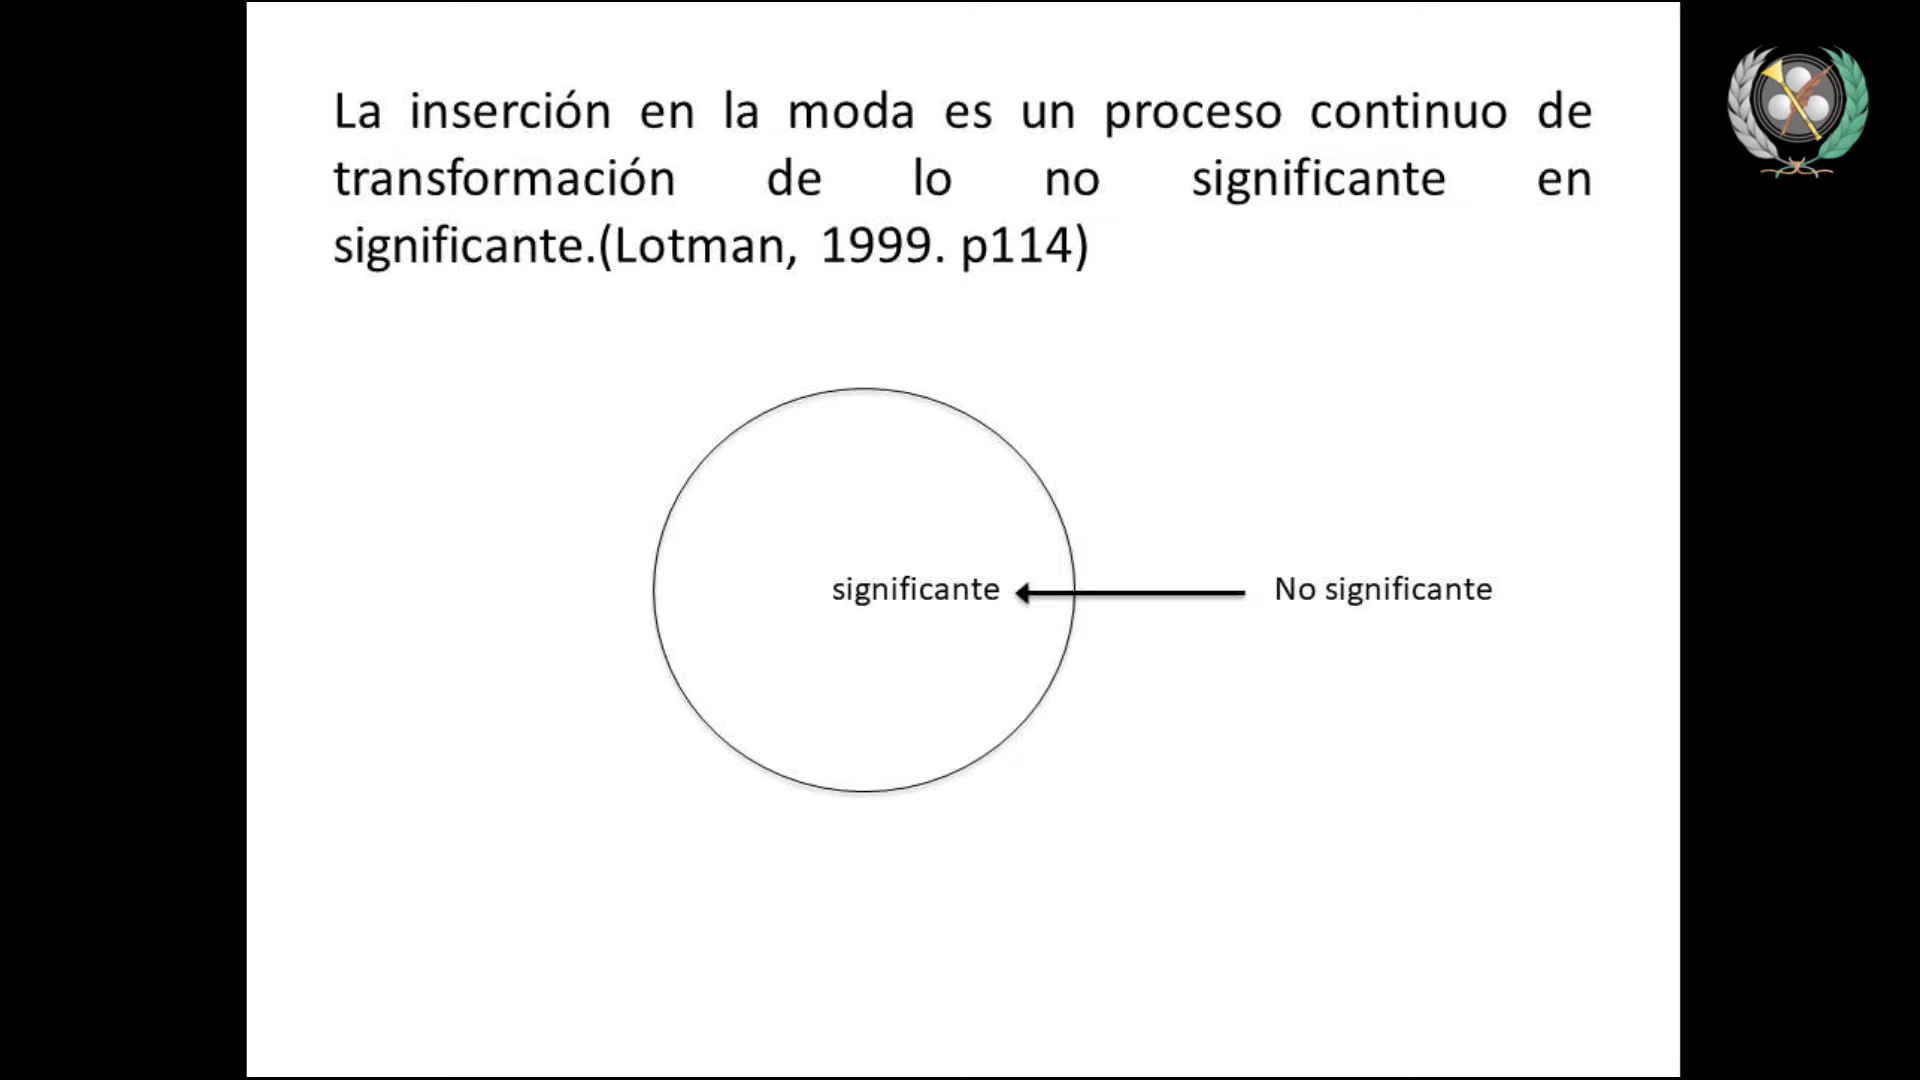 La inserción en la moda es un proceso continuo de
transformación de lo no significante en
significante.(Lotman, 1999. p114)
significante
No significante